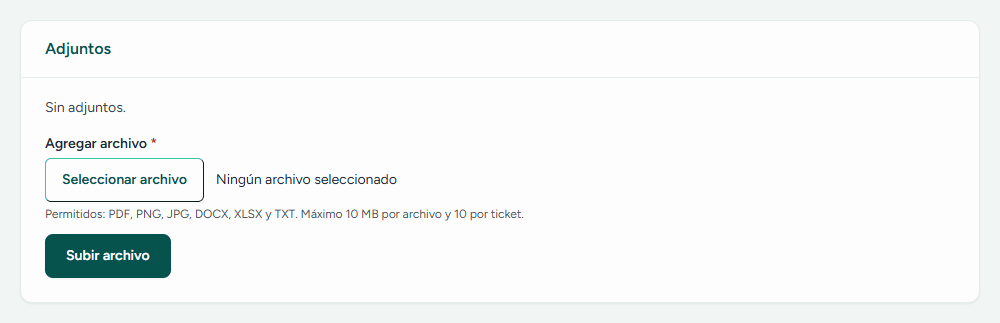 Adjuntos
Sin adjuntos.
Agregar archivo *
Seleccionar archivo Ningún archivo seleccionado
Permitidos: PDF, PNG, JPG, DOCX, XLSX y TXT. Máximo 10 MB por archivo y 10 por ticket.
Subir archivo